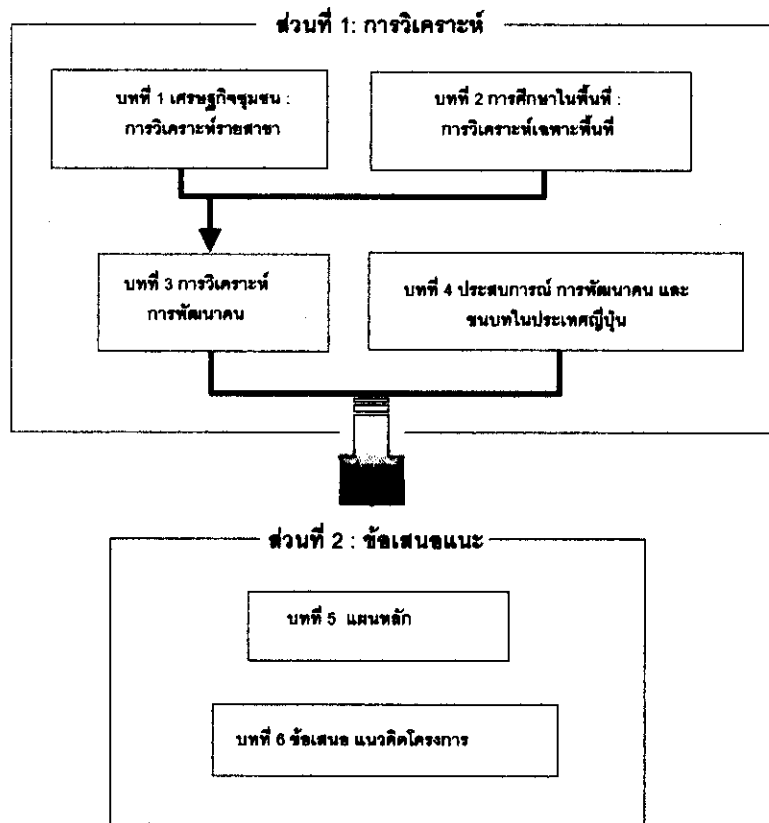 ส่วนที่ 1: การวิเคราะห์
บทที่ 1 เศรษฐกิจชุมชน :
การวิเคราะห์รายสาขา
บทที่ 2 การศึกษาในพื้นที่ :
การวิเคราะห์เฉพาะพื้นที่
บทที่ 3 การวิเคราะห์
การพัฒนาคน
บทที่ 4 ประสบการณ์ การพัฒนาคน และ
ชนบทในประเทศญี่ปุ่น
ส่วนที่ 2 : ข้อเสนอแนะ
บทที่ 5 แผนหลัก
บทที่ 6 ข้อเสนอ แนวคิดโครงการ